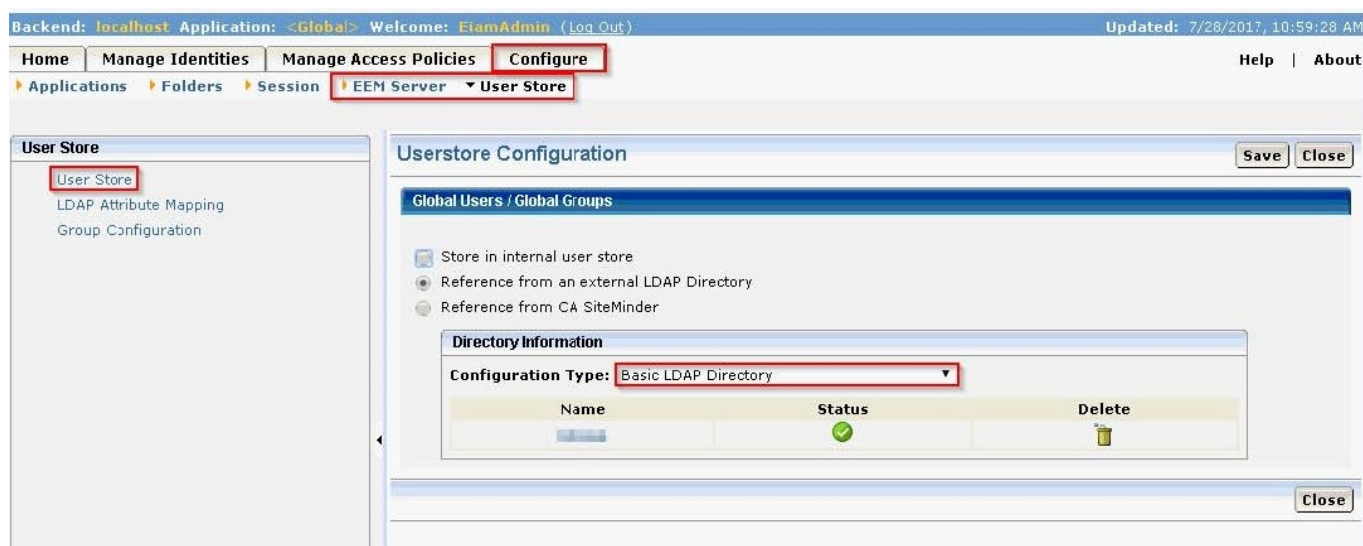 Backend: localhost Application: <Global> Welcome: EiamAdmin (Log Out) Updated: 7/28/2017, 10:59:28 AM
Home Manage Identities Manage Access Policies Configure Help | About
Applications Folders Session EEM Server User Store
User Store
User Store
LDAP Attribute Mapping
Group Configuration
Userstore Configuration Save Close
Global Users / Global Groups
Store in internal user store
Reference from an external LDAP Directory
Reference from CA SiteMinder
Directory Information
Configuration Type: Basic LDAP Directory
Name Status Delete
Close